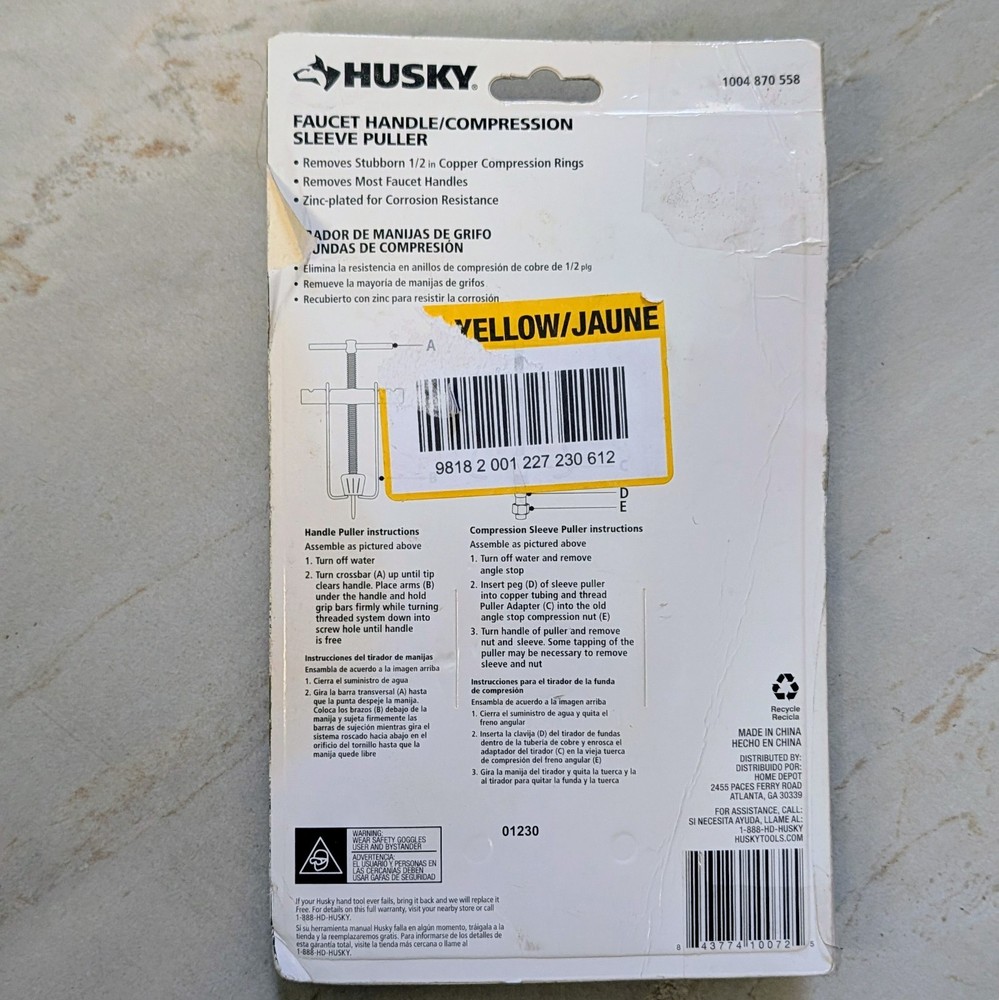 HUSKY®
1004 870 558
FAUCET HANDLE/COMPRESSION
SLEEVE PULLER
• Removes Stubborn 1/2 in Copper Compression Rings
• Removes Most Faucet Handles
• Zinc-plated for Corrosion Resistance
ADOR DE MANIJAS DE GRIFO
UNDAS DE COMPRESIÓN
• Elimina la resistencia en anillos de compresión de cobre de 1/2 plg
• Remueve la mayoría de manijas de grifos
• Recubierto con zinc para resistir la corrosión
YELLOW/JAUNE
A
9818 2 001 227 230 612
B
C
D
E
Handle Puller instructions
Assemble as pictured above
1. Turn off water
2. Turn crossbar (A) up until tip
clears handle. Place arms (B)
under the handle and hold
grip bars firmly while turning
threaded system down into
screw hole until handle
is free
Instrucciones del tirador de manijas
Ensambla de acuerdo a la imagen arriba
1. Cierra el suministro de agua
2. Gira la barra transversal (A) hasta
que la punta despeje la manija.
Coloca los brazos (B) debajo de la
manija y sujeta firmemente las
barras de sujeción mientras gira el
sistema roscado hacia abajo en el
orificio del tornillo hasta que la
manija quede libre
Compression Sleeve Puller instructions
Assemble as pictured above
1. Turn off water and remove
angle stop
2. Insert peg (D) of sleeve puller
into copper tubing and thread
Puller Adapter (C) into the old
angle stop compression nut (E)
3. Turn handle of puller and remove
nut and sleeve. Some tapping of the
puller may be necessary to remove
sleeve and nut
Instrucciones para el tirador de la funda
de compresión
Ensambla de acuerdo a la imagen arriba
1. Cierra el suministro de agua y quita el
freno angular
2. Inserta la clavija (D) del tirador de fundas
dentro de la tubería de cobre y enrosca el
adaptador del tirador (C) en la vieja tuerca
de compresión del freno angular (E)
3. Gira la manija del tirador y quita la tuerca y la
al tirador para quitar la funda y la tuerca
Recycle
Recicla
MADE IN CHINA
HECHO EN CHINA
DISTRIBUTED BY:
DISTRIBUIDO POR:
HOME DEPOT
2455 PACES FERRY ROAD
ATLANTA, GA 30339
FOR ASSISTANCE, CALL:
SI NECESITA AYUDA, LLAME AL:
1-888-HD-HUSKY
HUSKYTOOLS.COM
WARNING:
WEAR SAFETY GOGGLES
USER AND BYSTANDER
ADVERTENCIA:
EL USUARIO Y PERSONAS EN
LAS CERCANÍAS DEBEN
USAR GAFAS DE SEGURIDAD
01230
If your Husky hand tool ever fails, bring it back and we will replace it
Free. For details on this full warranty, visit your nearby store or call
1-888-HD-HUSKY.
Si su herramienta manual Husky falla en algún momento, tráigala a la
tienda y la reemplazaremos gratis. Para informarse de los detalles de
esta garantía total, visite la tienda más cercana o llame al
1-888-HD-HUSKY.
8 43774 10072 3